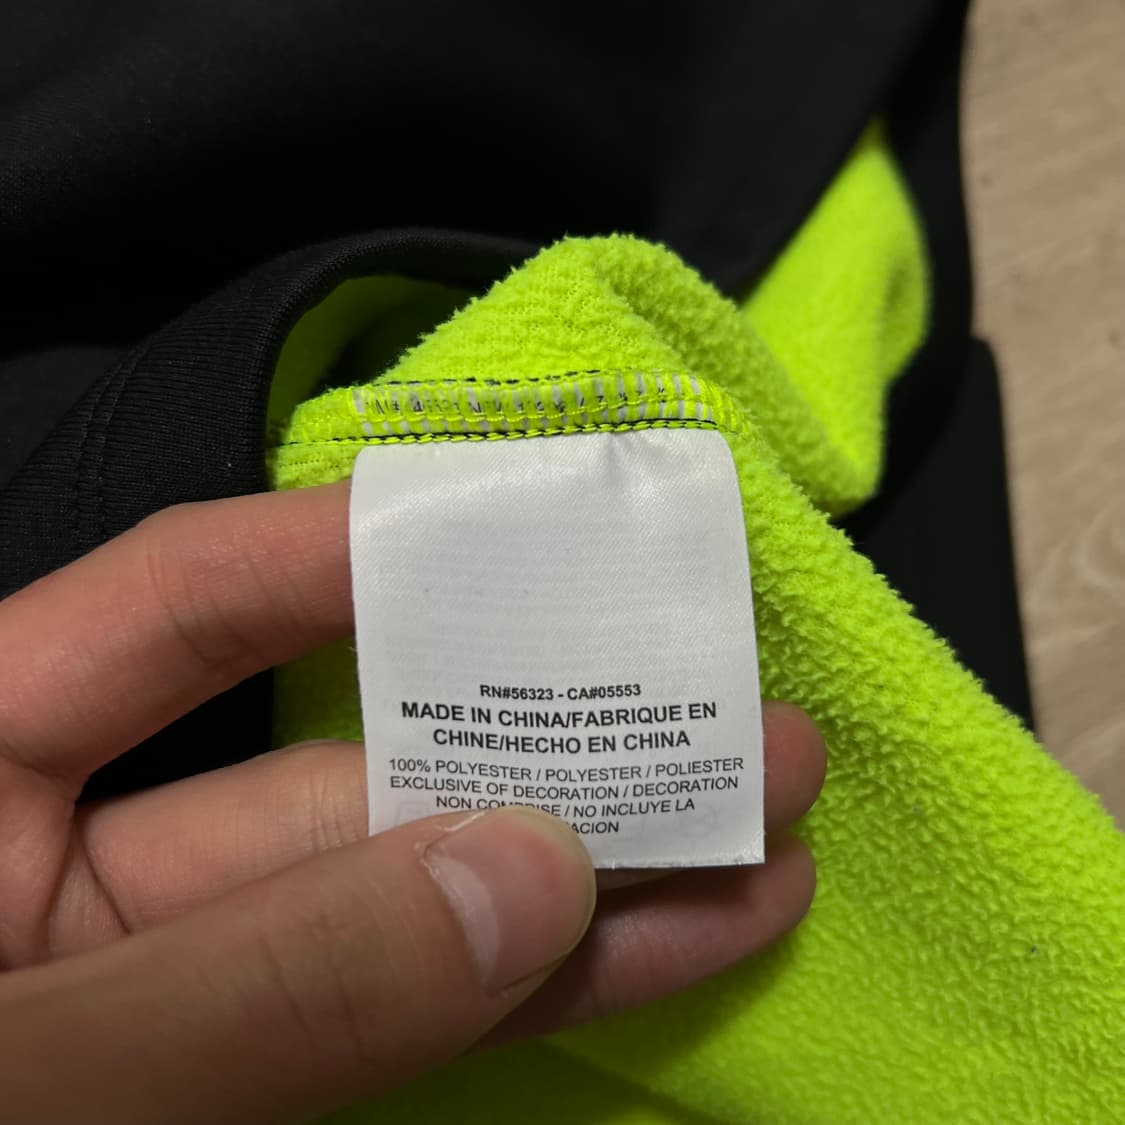 RN#56323 - CA#05553
MADE IN CHINA/FABRIQUE EN
CHINE/HECHO EN CHINA
100% POLYESTER / POLYESTER / POLIESTER
EXCLUSIVE OF DECORATION / DECORATION
NON COMPRISE / NO INCLUYE LA
ACION